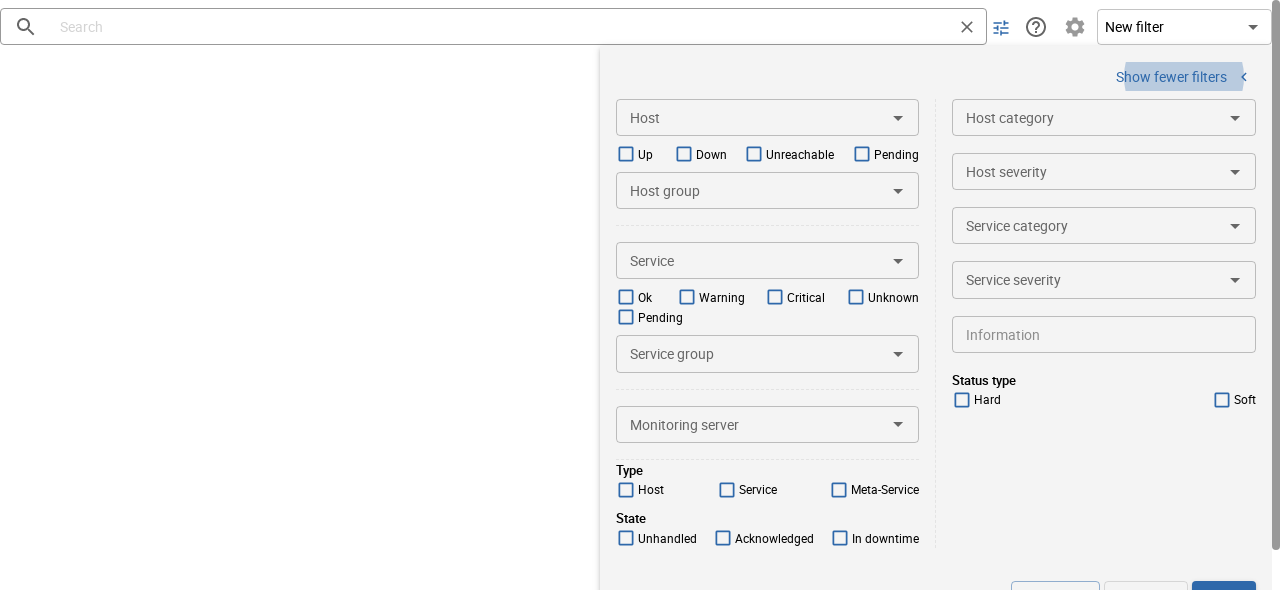 Search
New filter
Show fewer filters
Host
Up Down Unreachable Pending
Host group
Service
Ok Warning Critical Unknown
Pending
Service group
Monitoring server
Type
Host Service Meta-Service
State
Unhandled Acknowledged In downtime
Host category
Host severity
Service category
Service severity
Information
Status type
Hard Soft